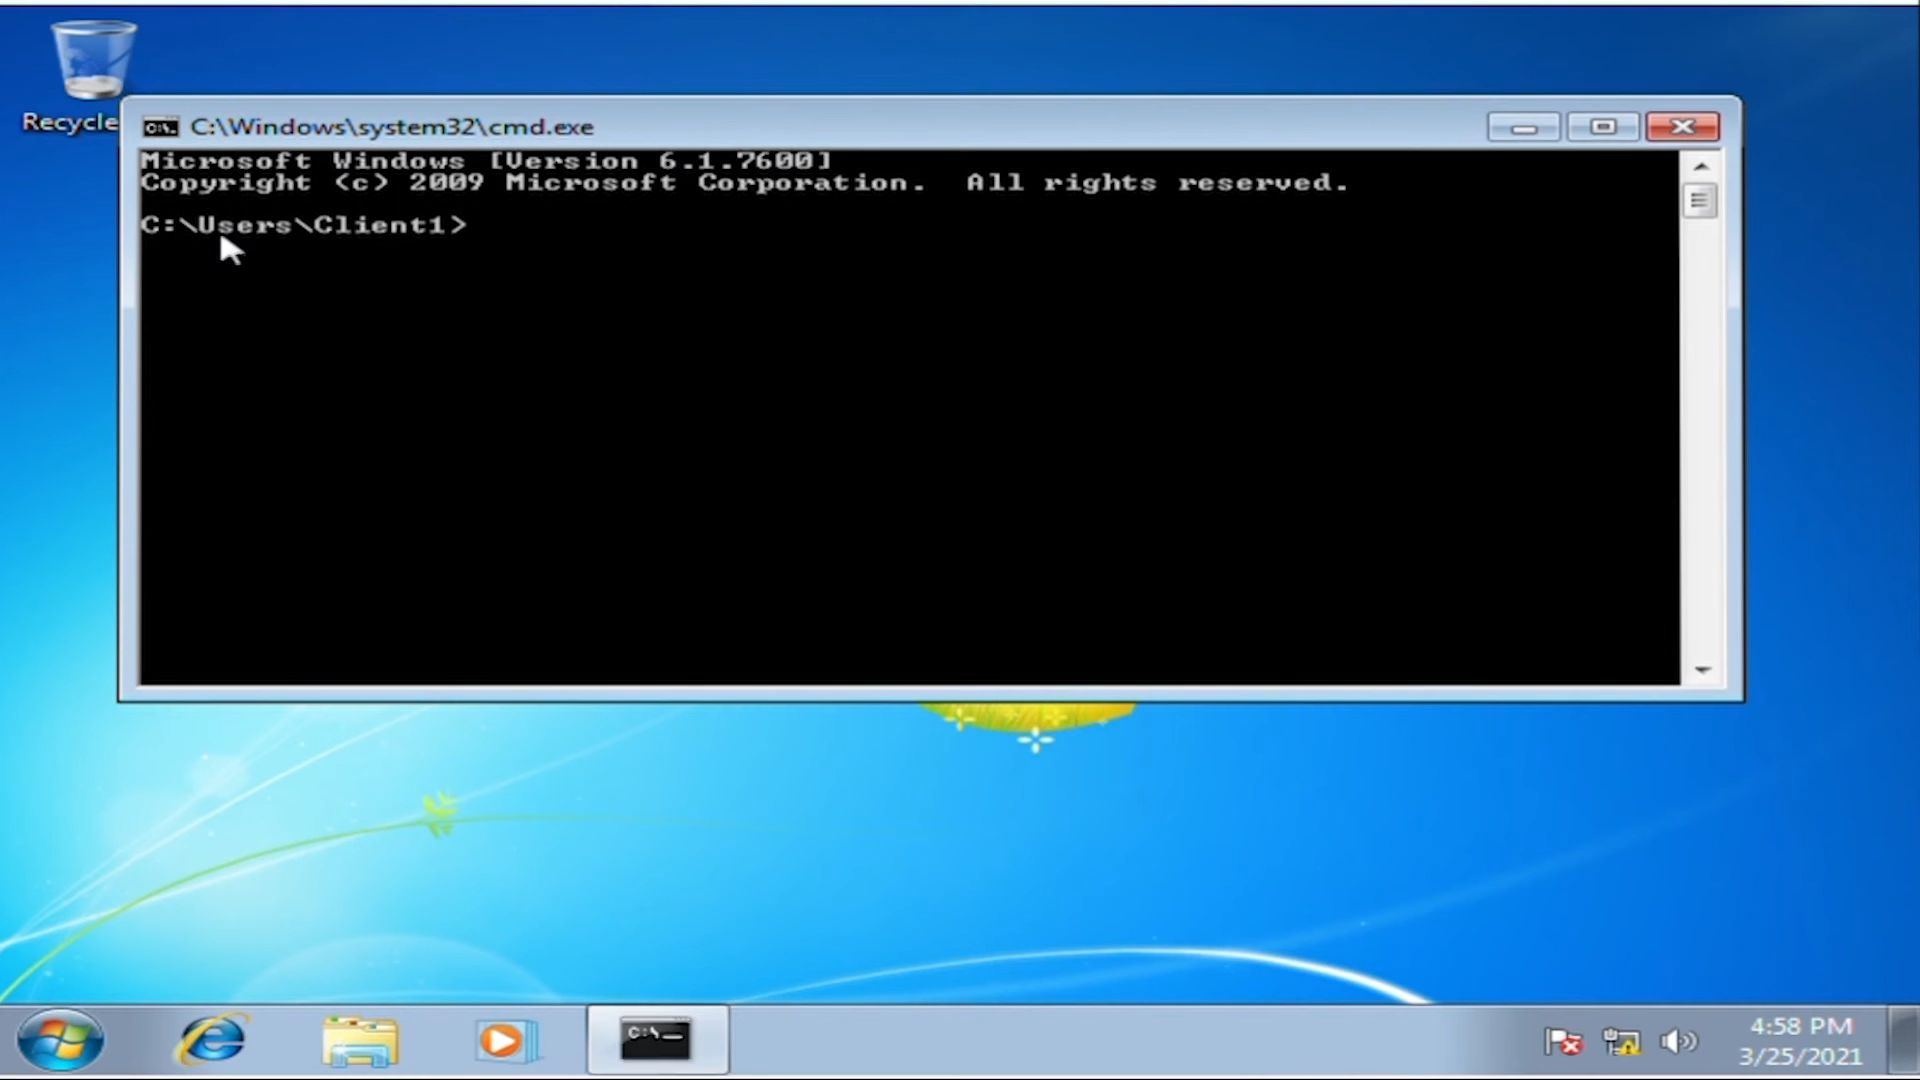 Recycle
C:\Windows\system32\cmd.exe
Microsoft Windows [Version 6.1.7600]
Copyright (c) 2009 Microsoft Corporation.  All rights reserved.
C:\Users\Client1>
C:\
4:58 PM
3/25/2021